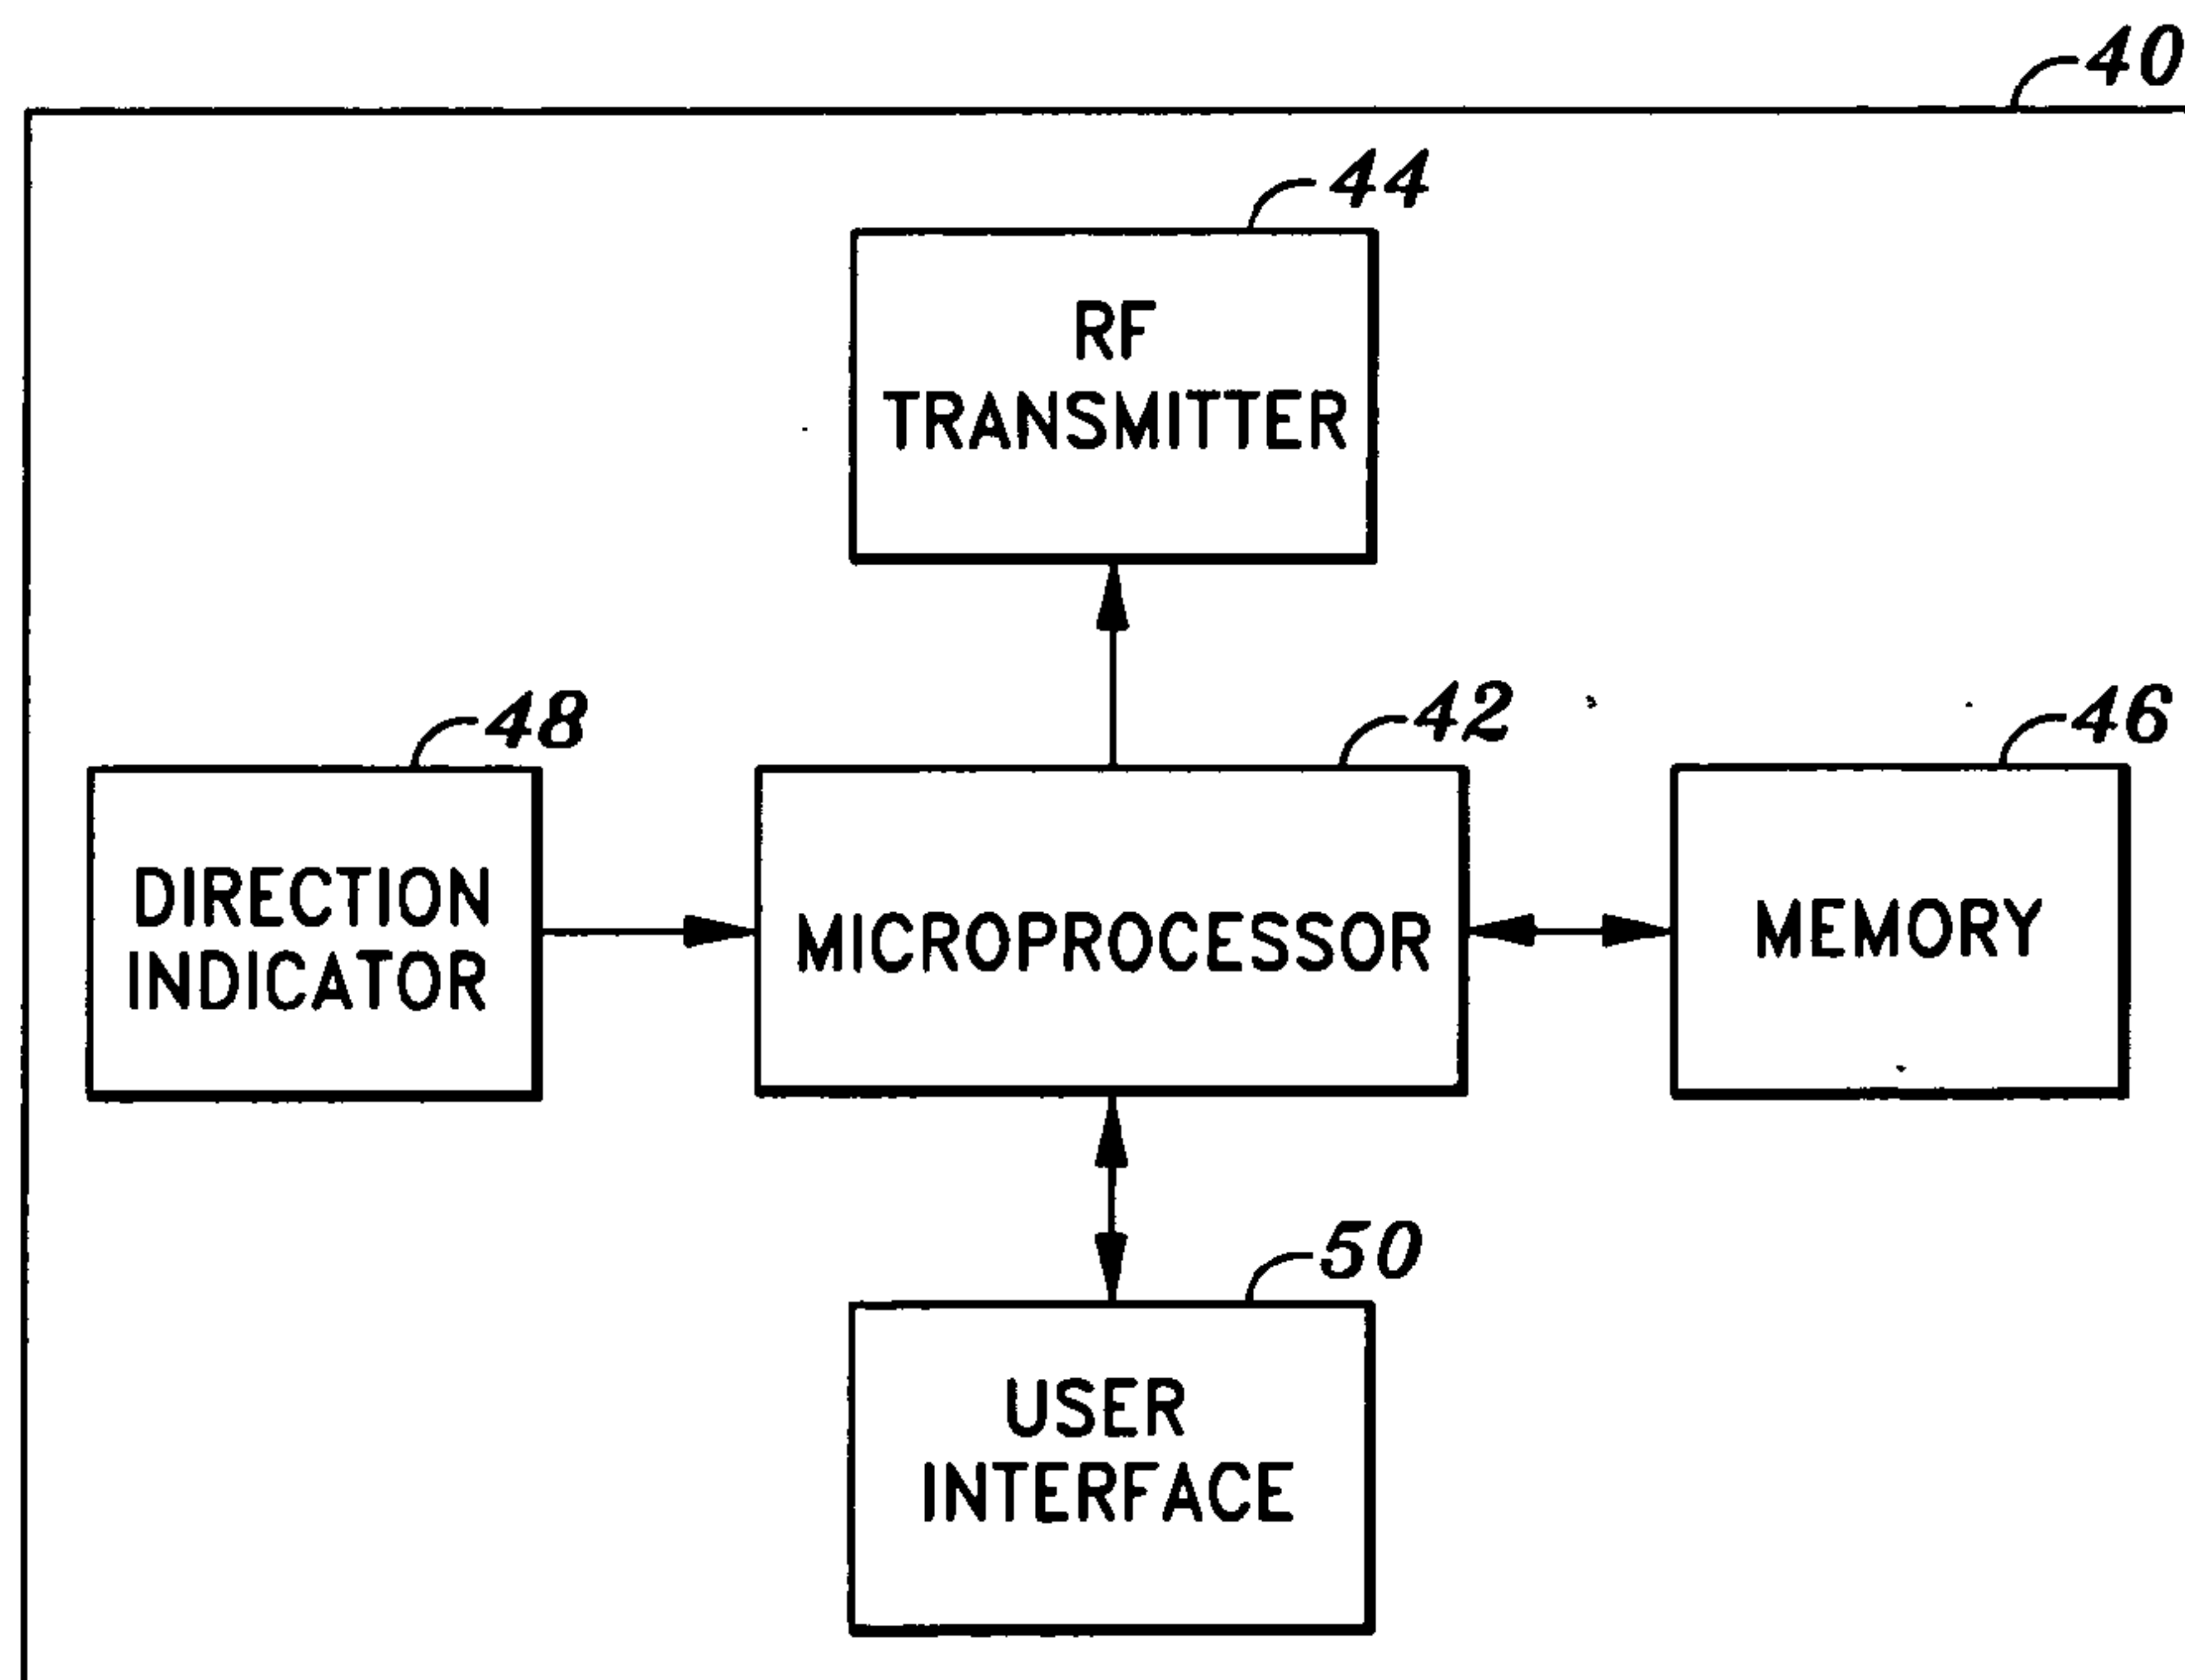 40
44
RF
TRANSMITTER
48
42
46
DIRECTION
INDICATOR
MICROPROCESSOR
MEMORY
50
USER
INTERFACE